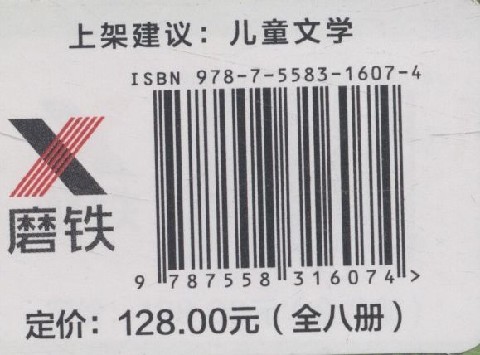 上架建议：儿童文学
ISBN 978-7-5583-1607-4
磨铁
9 787558 316074 >
定价：128.00元（全八册）